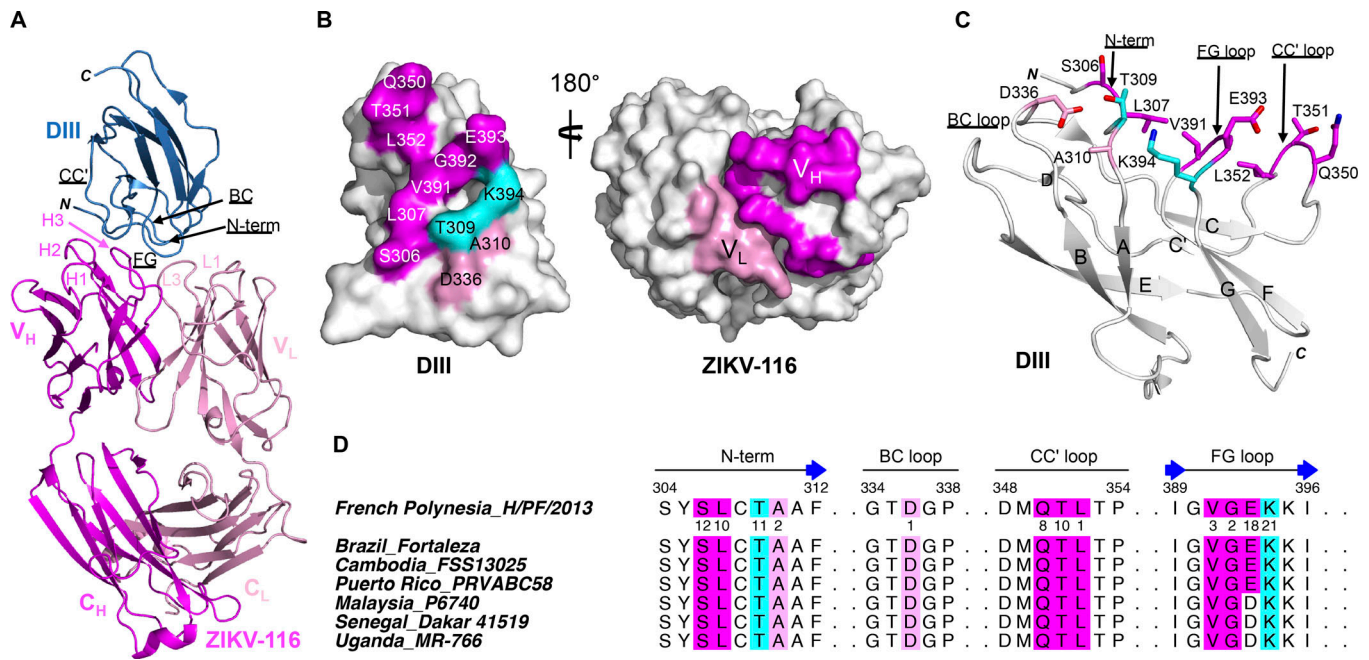 A
C
DIII
CC'
N
BC
N-term
H3
H2
FG
L1
H1
L3
VH
VL
CH
CL
ZIKV-116
B
180°
Q350
T351
L352
E393
G392
V391
K394
L307
T309
A310
S306
D336
DIII
VH
VL
ZIKV-116
C
N-term
FG loop
CC' loop
S306
N
T309
D336
L307
E393
T351
BC loop
V391
A310
K394
L352
Q350
D
C
A
C'
B
E
G
F
C
DIII
D
N-term BC loop CC' loop FG loop
304 312 334 338 348 354 389 396
French Polynesia_H/PF/2013 S Y S L C T A A F . . G T D G P . . D M Q T L T P . . I G V G E K K I . .
12 10 11 2 1 8 10 1 3 2 18 21
Brazil_Fortaleza S Y S L C T A A F . . G T D G P . . D M Q T L T P . . I G V G E K K I . .
Cambodia_FSS13025 S Y S L C T A A F . . G T D G P . . D M Q T L T P . . I G V G E K K I . .
Puerto Rico_PRVABC58 S Y S L C T A A F . . G T D G P . . D M Q T L T P . . I G V G E K K I . .
Malaysia_P6740 S Y S L C T A A F . . G T D G P . . D M Q T L T P . . I G V G D K K I . .
Senegal_Dakar 41519 S Y S L C T A A F . . G T D G P . . D M Q T L T P . . I G V G D K K I . .
Uganda_MR-766 S Y S L C T A A F . . G T D G P . . D M Q T L T P . . I G V G D K K I . .